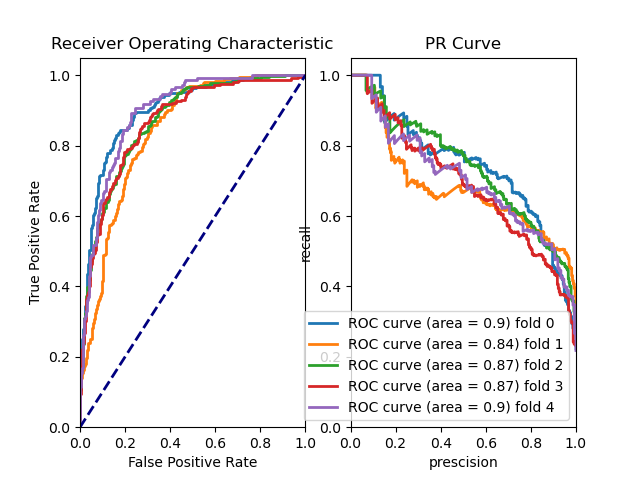 Receiver Operating Characteristic
PR Curve
True Positive Rate
1.0
0.8
0.6
0.4
0.2
0.0
0.0 0.2 0.4 0.6 0.8 1.0
False Positive Rate
recall
1.0
0.8
0.6
0.4
0.2
0.0
0.0 0.2 0.4 0.6 0.8 1.0
prescision
ROC curve (area = 0.9) fold 0
ROC curve (area = 0.84) fold 1
ROC curve (area = 0.87) fold 2
ROC curve (area = 0.87) fold 3
ROC curve (area = 0.9) fold 4